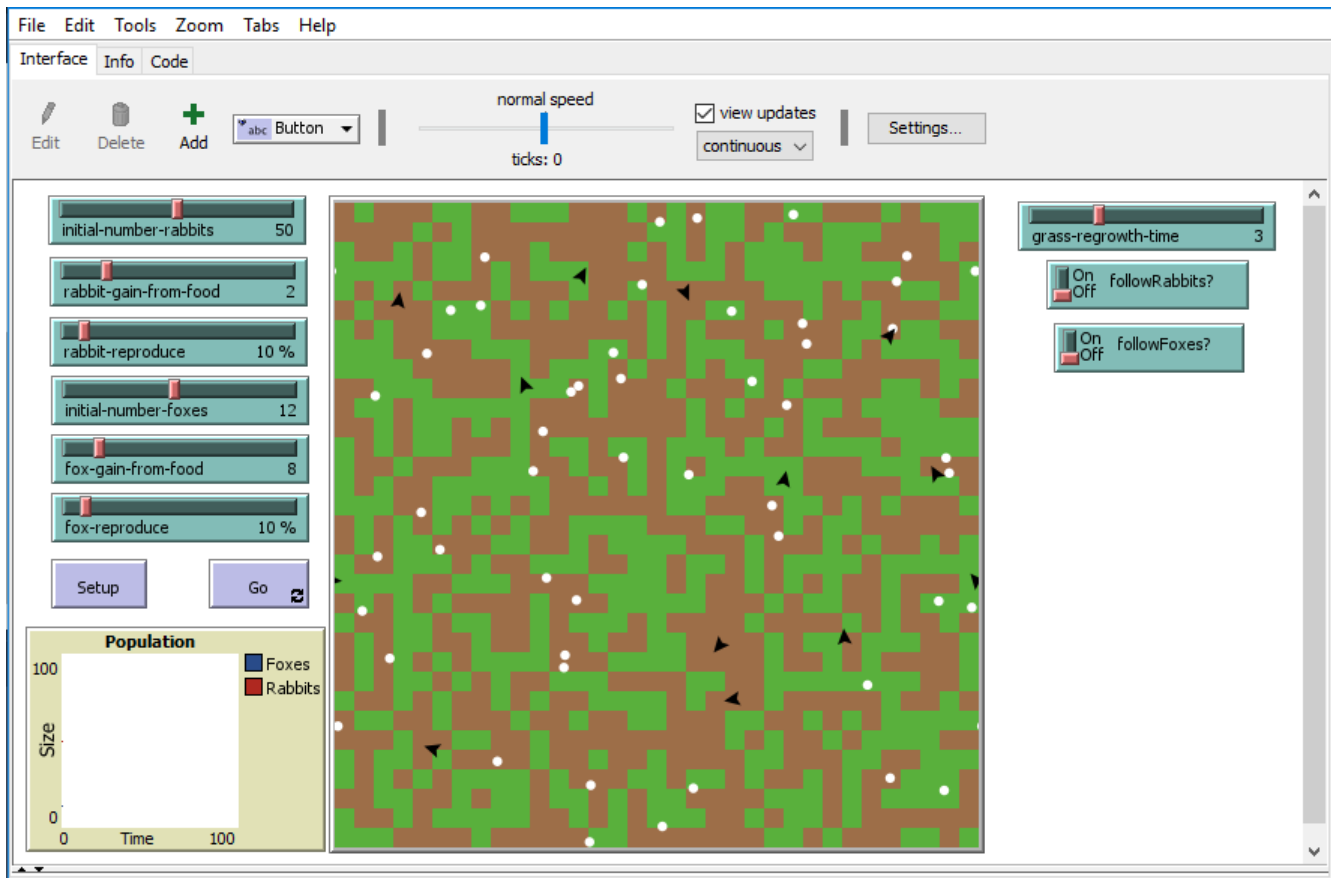 File Edit Tools Zoom Tabs Help
Interface Info Code
Edit Delete Add abc Button normal speed ticks: 0 view updates continuous Settings...
initial-number-rabbits 50
rabbit-gain-from-food 2
rabbit-reproduce 10 %
initial-number-foxes 12
fox-gain-from-food 8
fox-reproduce 10 %
Setup Go
Population
100
Size
0
0 Time 100
Foxes
Rabbits
grass-regrowth-time 3
On
Off
followRabbits?
On
Off
followFoxes?